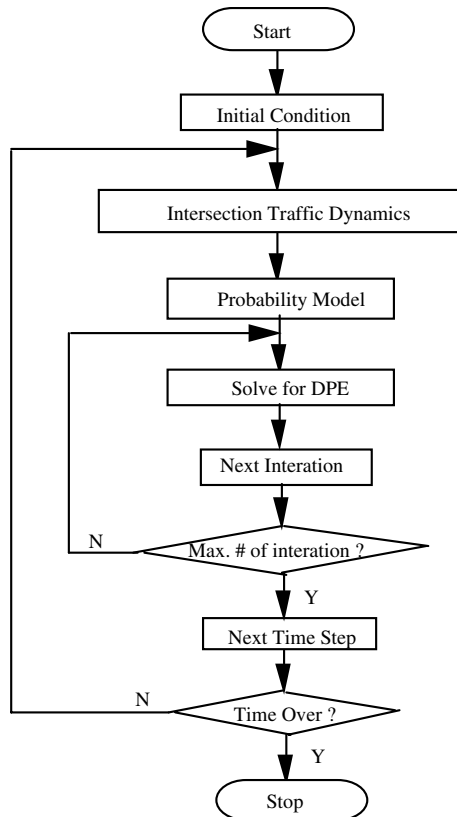 Start
Initial Condition
Intersection Traffic Dynamics
Probability Model
Solve for DPE
Next Interation
N
Max. # of interation ?
Y
Next Time Step
N
Time Over ?
Y
Stop